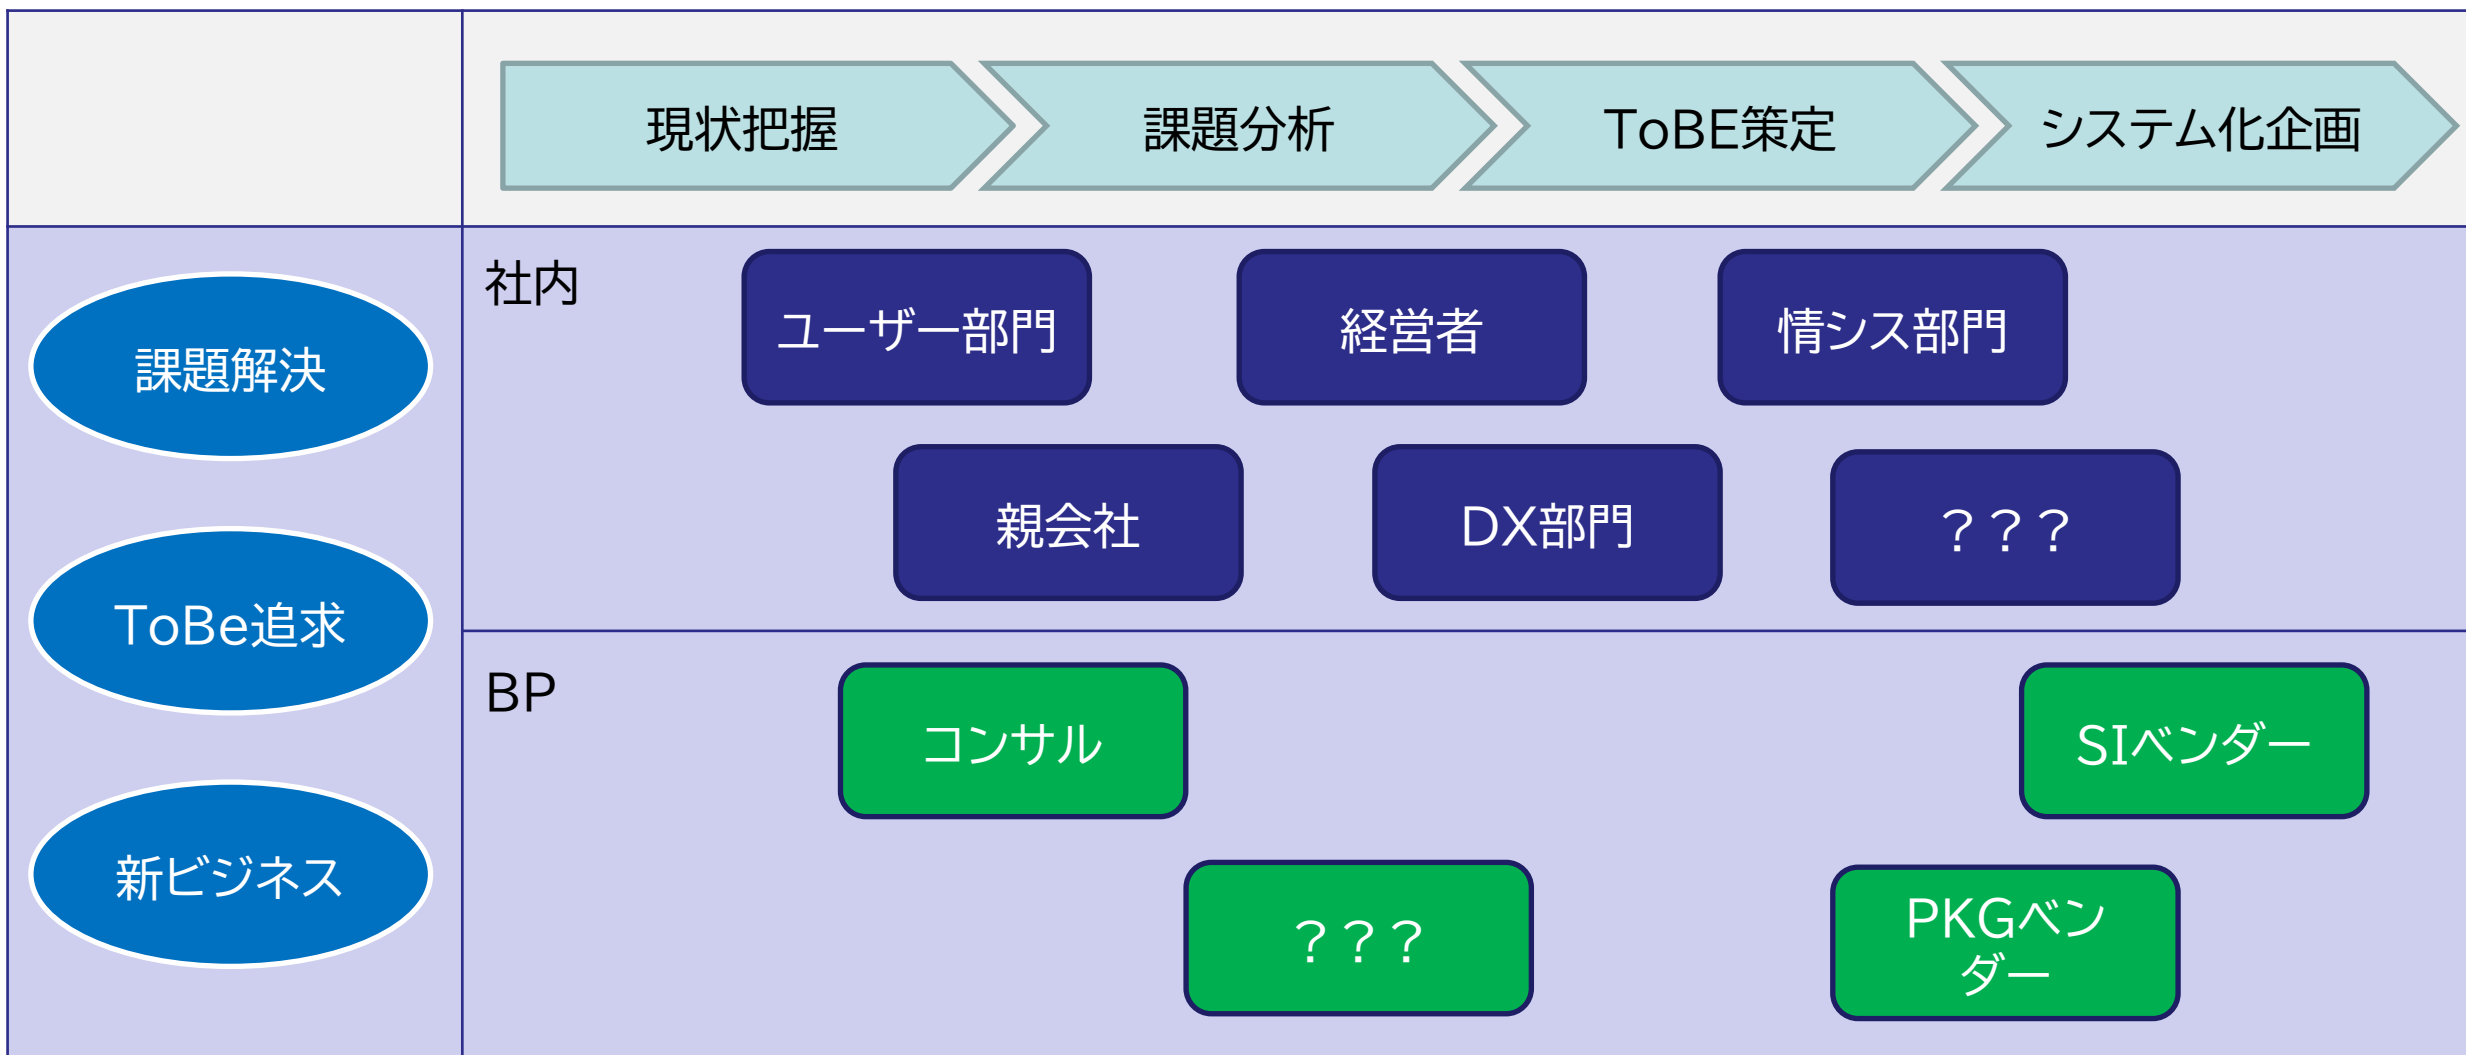 現状把握
課題分析
ToBE策定
システム化企画
課題解決
ToBe追求
新ビジネス
社内
ユーザー部門
経営者
情シス部門
親会社
DX部門
？？？
BP
コンサル
SIベンダー
？？？
PKGベン
ダー